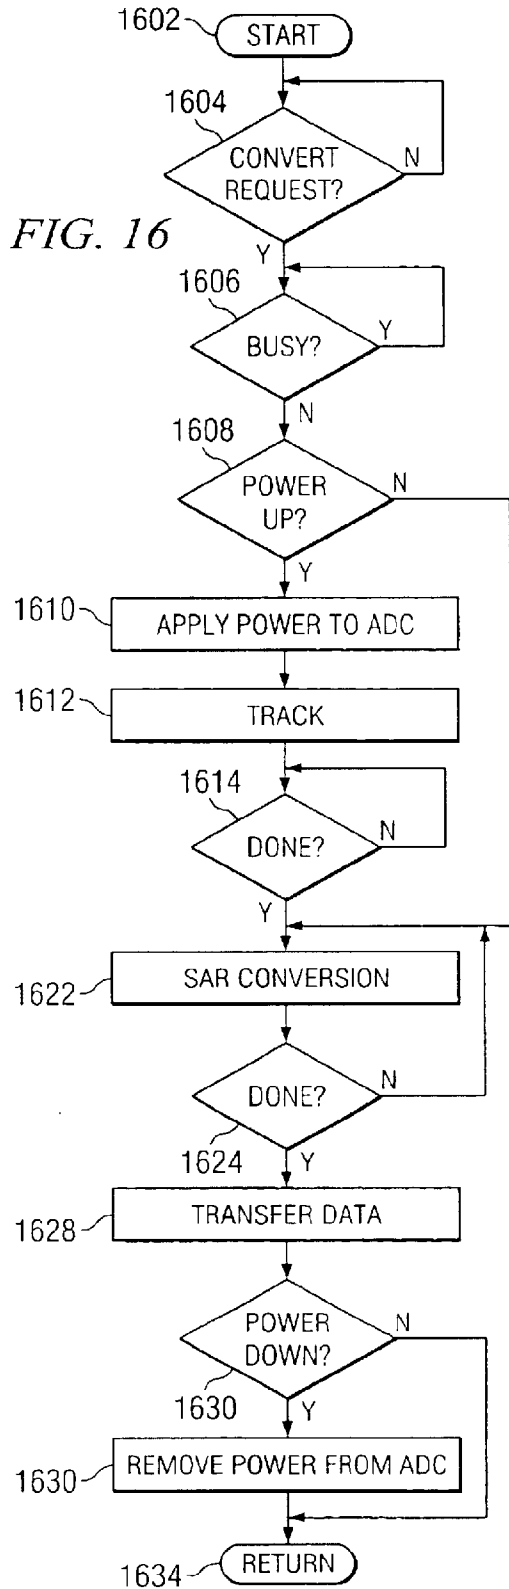 1602
START
1604
CONVERT
REQUEST?
N
FIG. 16
Y
1606
BUSY?
Y
N
1608
POWER
UP?
N
Y
1610
APPLY POWER TO ADC
1612
TRACK
1614
DONE?
N
Y
1622
SAR CONVERSION
DONE?
N
1624
Y
1628
TRANSFER DATA
POWER
DOWN?
N
1630
Y
1630
REMOVE POWER FROM ADC
1634
RETURN